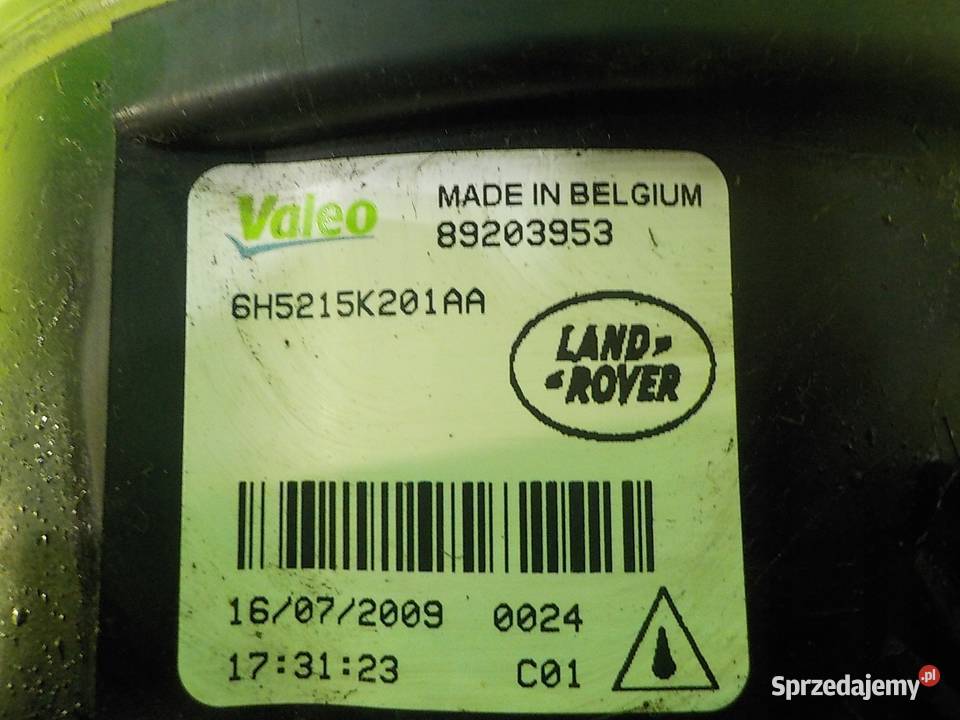 Valeo
MADE IN BELGIUM
89203953
6H5215K201AA
LAND
ROVER
16/07/2009 0024
17:31:23 C01
Sprzedajemy.pl